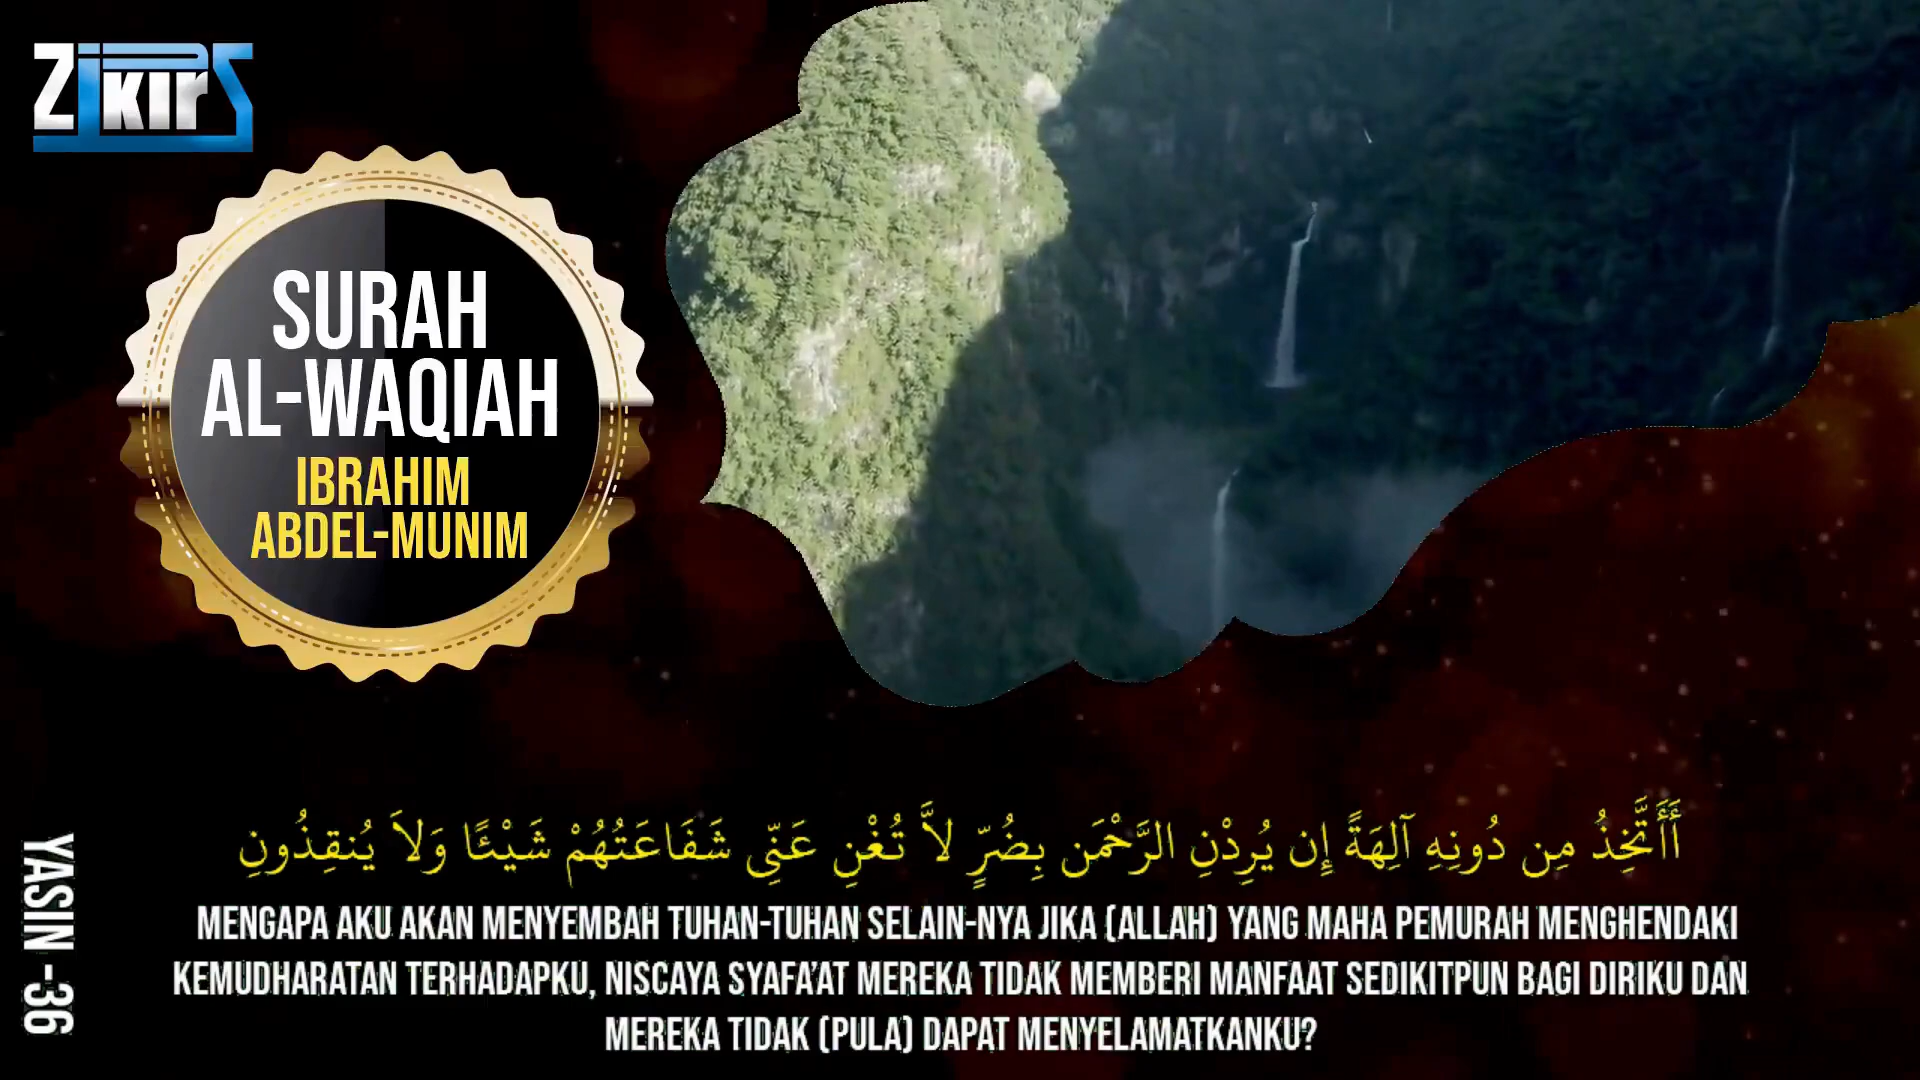 Zikir
SURAH
AL-WAQIAH
IBRAHIM
ABDEL-MUNIM
أَأَتَّخِذُ مِن دُونِهِ آلِهَةً إِن يُرِدْنِ الرَّحْمَن بِضُرٍّ لاَّ تُغْنِ عَنِّي شَفَاعَتُهُمْ شَيْئًا وَلاَ يُنقِذُونِ
MENGAPA AKU AKAN MENYEMBAH TUHAN-TUHAN SELAIN-NYA JIKA (ALLAH) YANG MAHA PEMURAH MENGHENDAKI
KEMUDHARATAN TERHADAPKU, NISCAYA SYAFA'AT MEREKA TIDAK MEMBERI MANFAAT SEDIKITPUN BAGI DIRIKU DAN
MEREKA TIDAK (PULA) DAPAT MENYELAMATKANKU?
YASIN -36